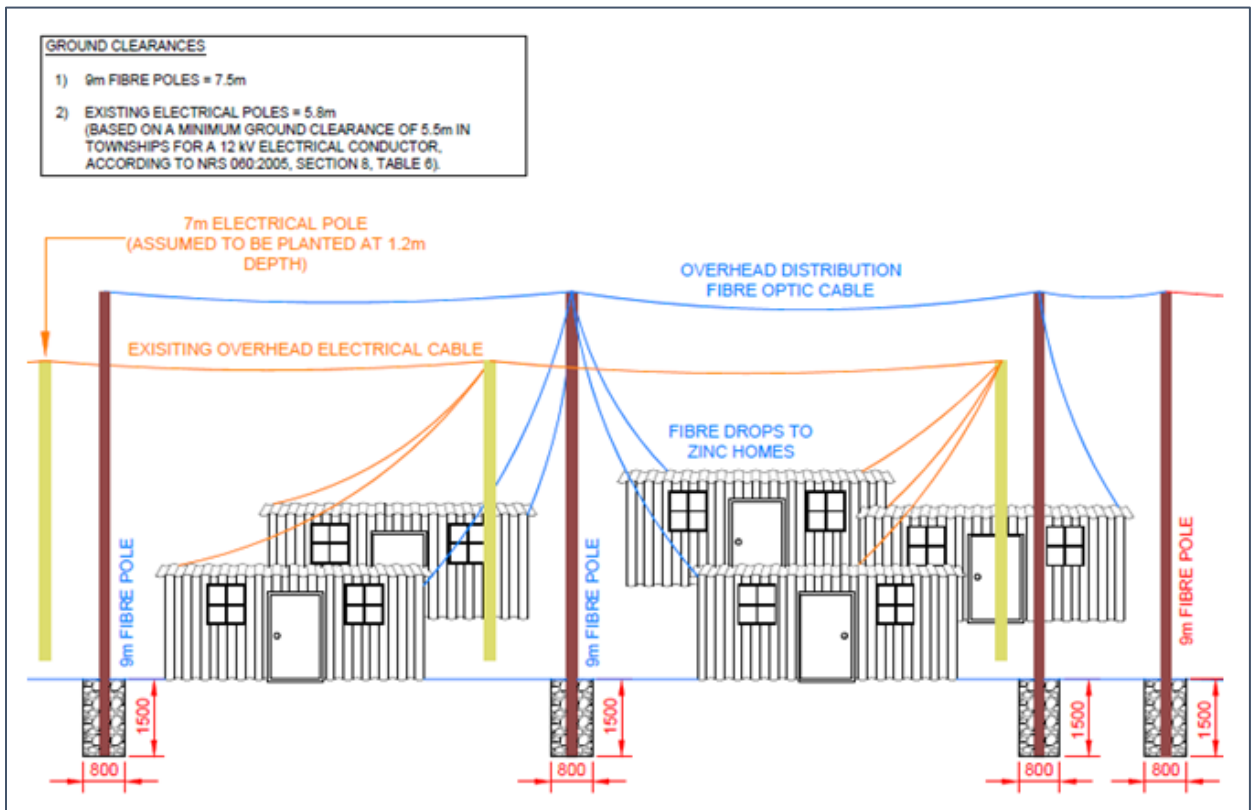 GROUND CLEARANCES
1) 9m FIBRE POLES = 7.5m
2) EXISTING ELECTRICAL POLES = 5.8m
(BASED ON A MINIMUM GROUND CLEARANCE OF 5.5m IN
TOWNSHIPS FOR A 12 kV ELECTRICAL CONDUCTOR,
ACCORDING TO NRS 060:2005, SECTION 8, TABLE 6).
7m ELECTRICAL POLE
(ASSUMED TO BE PLANTED AT 1.2m
DEPTH)
OVERHEAD DISTRIBUTION
FIBRE OPTIC CABLE
EXISITING OVERHEAD ELECTRICAL CABLE
FIBRE DROPS TO
ZINC HOMES
9m FIBRE POLE
9m FIBRE POLE
9m FIBRE POLE
1500
1500
1500
1500
800
800
800
800